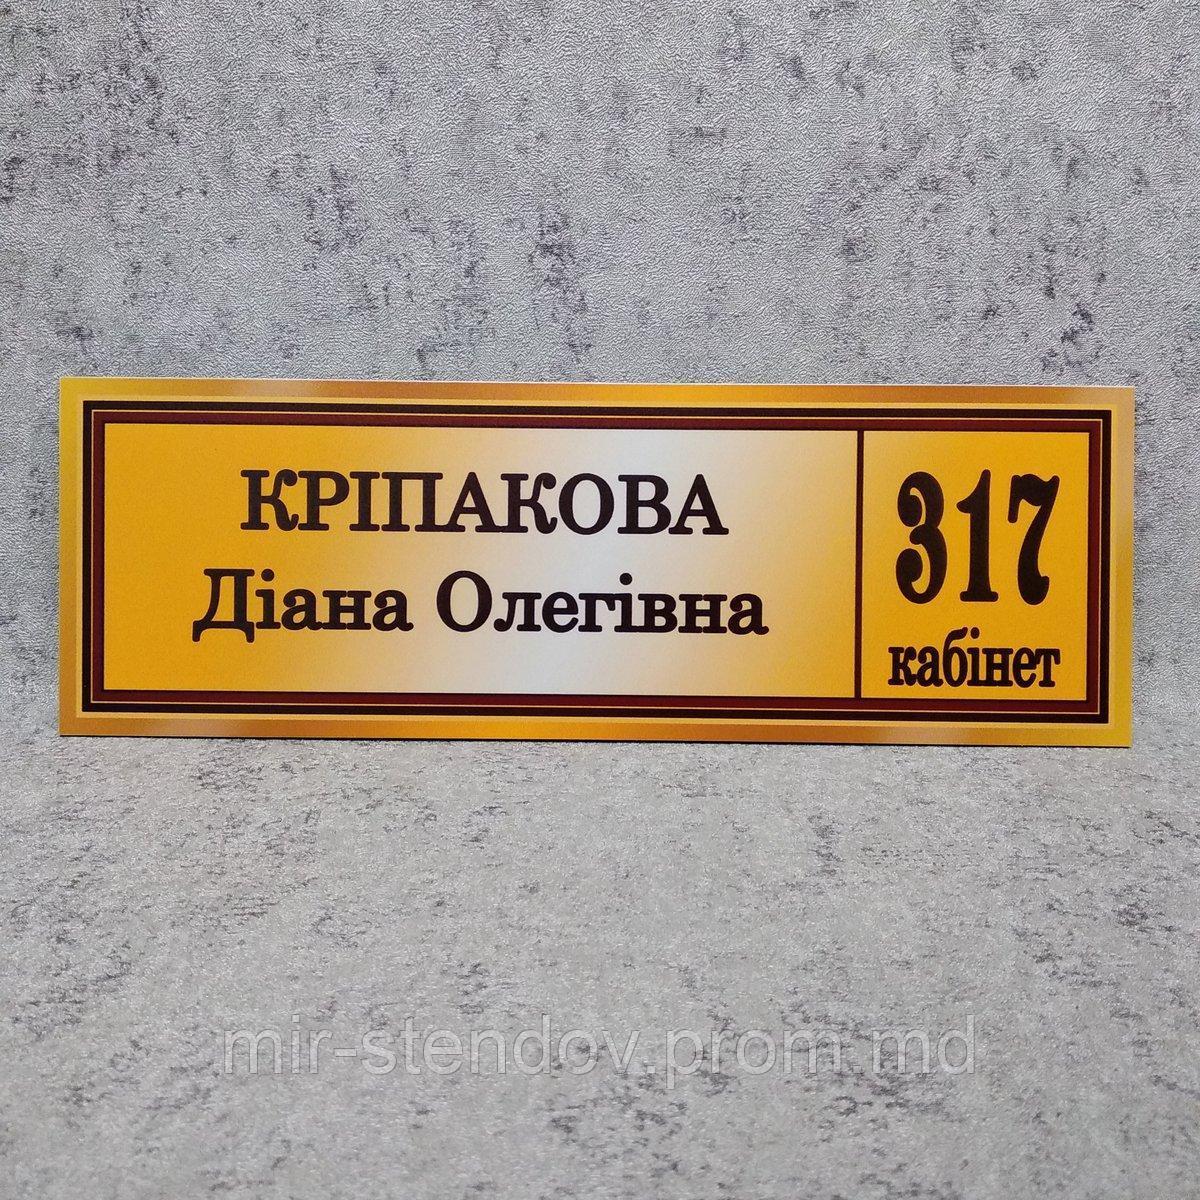 КРІПАКОВА
Діана Олегівна
317
кабінет
mir-stendov.prom.md